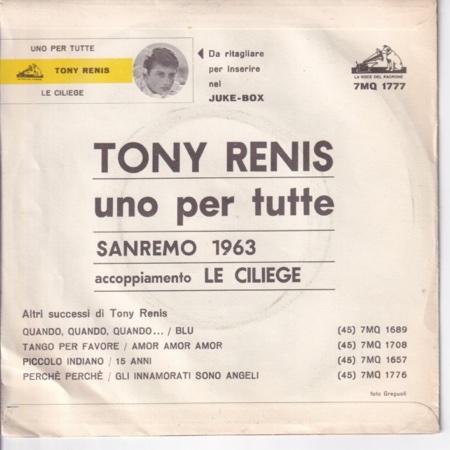 UNO PER TUTTE
TONY RENIS
LE CILIEGE
Da ritagliare
per inserire
nel
JUKE-BOX
LA VOCE DEL PADRONE
7MQ 1777
TONY RENIS
uno per tutte
SANREMO 1963
accoppiamento LE CILIEGE
Altri successi di Tony Renis
QUANDO, QUANDO, QUANDO... / BLU (45) 7MQ 1689
TANGO PER FAVORE / AMOR AMOR AMOR (45) 7MQ 1708
PICCOLO INDIANO / 15 ANNI (45) 7MQ 1657
PERCHÈ PERCHÈ / GLI INNAMORATI SONO ANGELI (45) 7MQ 1776
foto Greguoli